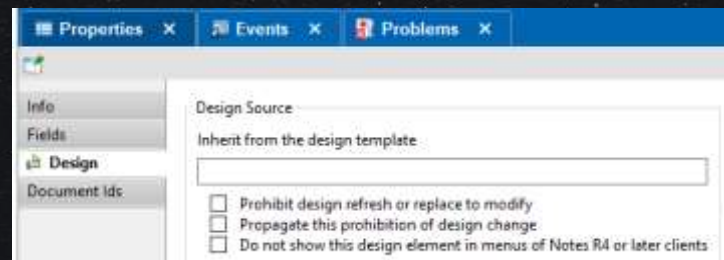 Properties
Events
Problems
Info
Fields
Design
Document Ids
Design Source
Inherit from the design template
Prohibit design refresh or replace to modify
Propagate this prohibition of design change
Do not show this design element in menus of Notes R4 or later clients